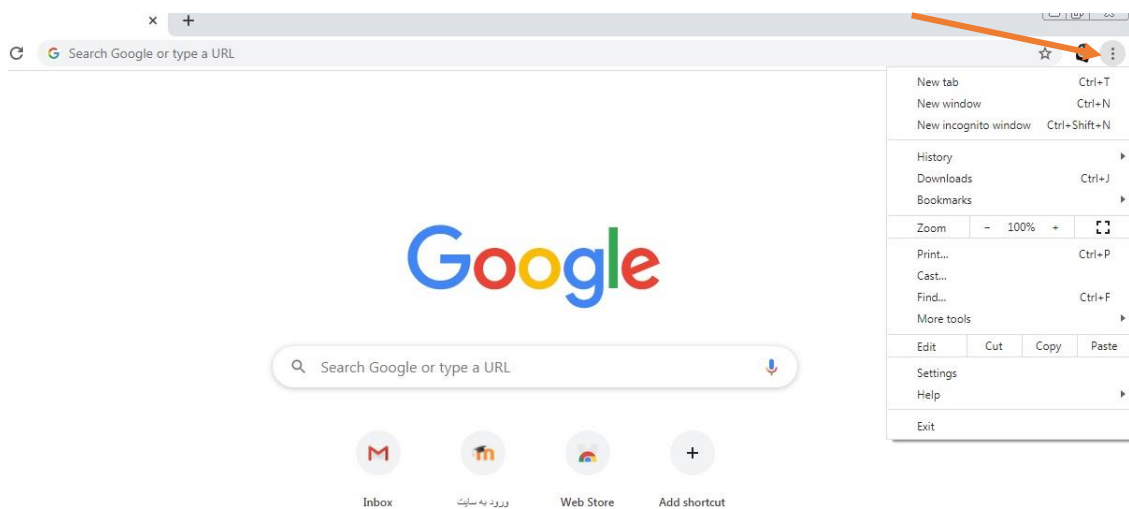 Search Google or type a URL
New tab Ctrl+T
New window Ctrl+N
New incognito window Ctrl+Shift+N
History
Downloads Ctrl+J
Bookmarks
Zoom - 100% +
Print... Ctrl+P
Cast...
Find... Ctrl+F
More tools
Edit Cut Copy Paste
Settings
Help
Exit
Google
Search Google or type a URL
Inbox ورود به سایت Web Store Add shortcut